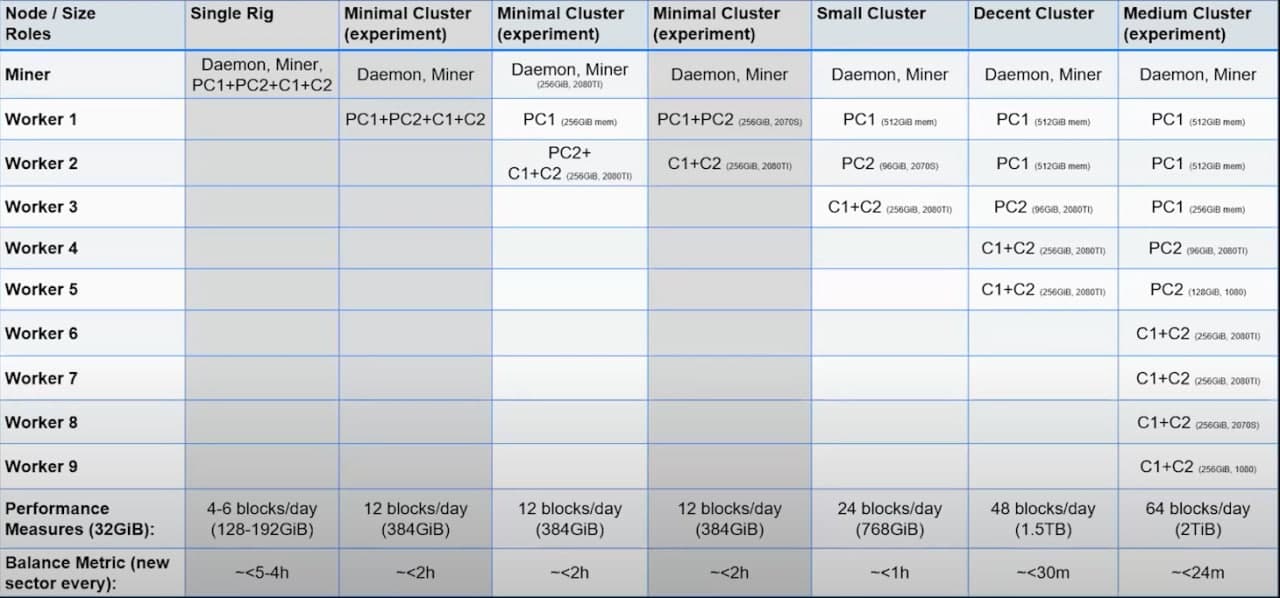 Node / Size Roles | Single Rig | Minimal Cluster (experiment) | Minimal Cluster (experiment) | Minimal Cluster (experiment) | Small Cluster | Decent Cluster | Medium Cluster (experiment)
Miner | Daemon, Miner, PC1+PC2+C1+C2 | Daemon, Miner | Daemon, Miner (256GiB, 2080TI) | Daemon, Miner | Daemon, Miner | Daemon, Miner | Daemon, Miner
Worker 1 | | PC1+PC2+C1+C2 | PC1 (256GiB mem) | PC1+PC2 (256GiB, 2070S) | PC1 (512GiB mem) | PC1 (512GiB mem) | PC1 (512GiB mem)
Worker 2 | | | PC2+ C1+C2 (256GiB, 2080TI) | C1+C2 (256GiB, 2080TI) | PC2 (96GiB, 2070S) | PC1 (512GiB mem) | PC1 (512GiB mem)
Worker 3 | | | | | C1+C2 (256GiB, 2080TI) | PC2 (96GiB, 2080TI) | PC1 (256GiB mem)
Worker 4 | | | | | | C1+C2 (256GiB, 2080TI) | PC2 (96GiB, 2080TI)
Worker 5 | | | | | | C1+C2 (256GiB, 2080TI) | PC2 (128GiB, 1080)
Worker 6 | | | | | | | C1+C2 (256GiB, 2080TI)
Worker 7 | | | | | | | C1+C2 (256GiB, 2080TI)
Worker 8 | | | | | | | C1+C2 (256GiB, 2070S)
Worker 9 | | | | | | | C1+C2 (256GiB, 1080)
Performance Measures (32GiB): | 4-6 blocks/day (128-192GiB) | 12 blocks/day (384GiB) | 12 blocks/day (384GiB) | 12 blocks/day (384GiB) | 24 blocks/day (768GiB) | 48 blocks/day (1.5TB) | 64 blocks/day (2TiB)
Balance Metric (new sector every): | ~<5-4h | ~<2h | ~<2h | ~<2h | ~<1h | ~<30m | ~<24m